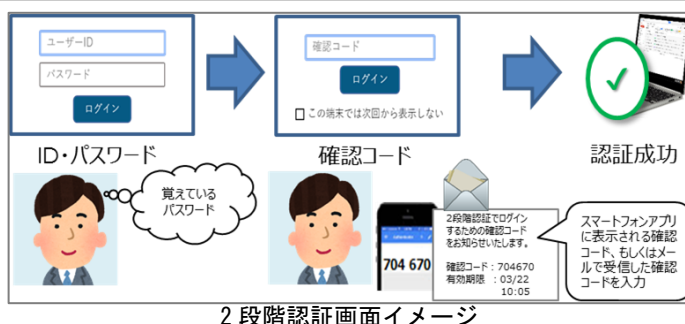 ユーザーID
パスワード
ログイン
確認コード
ログイン
この端末では次回から表示しない
ID・パスワード
確認コード
認証成功
覚えている
パスワード
704 670
2段階認証でログイン
するための確認コード
をお知らせいたします。
確認コード：704670
有効期限 ：03/22
10:05
スマートフォンアプリ
に表示される確認
コード、もしくはメー
ルで受信した確認
コードを入力
2段階認証画面イメージ